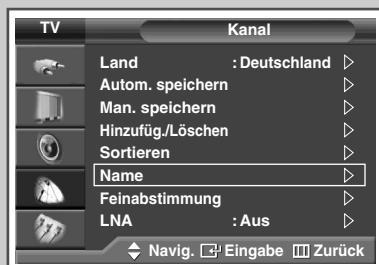 TV Kanal
Land : Deutschland
Autom. speichern
Man. speichern
Hinzufüg./Löschen
Sortieren
Name
Feinabstimmung
LNA : Aus
Navig. Eingabe Zurück